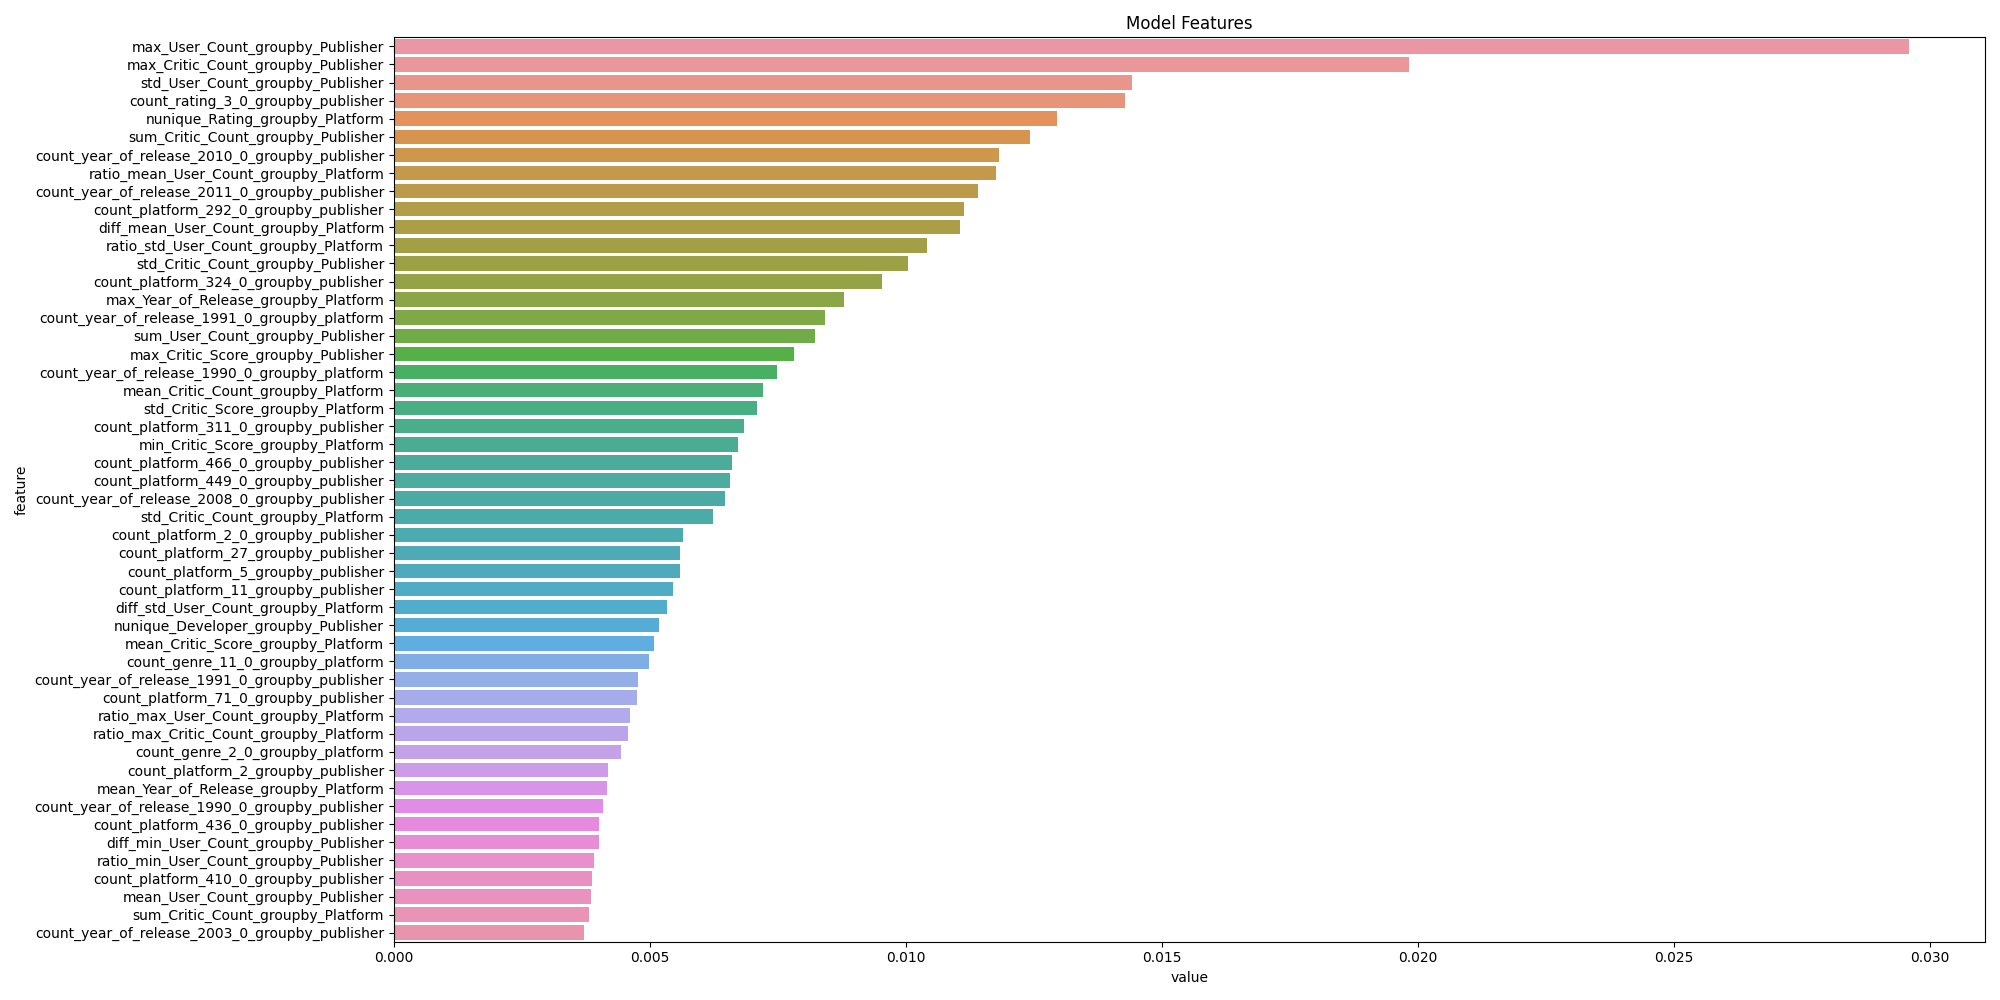 Model Features
max_User_Count_groupby_Publisher
max_Critic_Count_groupby_Publisher
std_User_Count_groupby_Publisher
count_rating_3_0_groupby_publisher
nunique_Rating_groupby_Platform
sum_Critic_Count_groupby_Publisher
count_year_of_release_2010_0_groupby_publisher
ratio_mean_User_Count_groupby_Platform
count_year_of_release_2011_0_groupby_publisher
count_platform_292_0_groupby_publisher
diff_mean_User_Count_groupby_Platform
ratio_std_User_Count_groupby_Platform
std_Critic_Count_groupby_Publisher
count_platform_324_0_groupby_publisher
max_Year_of_Release_groupby_Platform
count_year_of_release_1991_0_groupby_platform
sum_User_Count_groupby_Publisher
max_Critic_Score_groupby_Publisher
count_year_of_release_1990_0_groupby_platform
mean_Critic_Count_groupby_Platform
std_Critic_Score_groupby_Platform
count_platform_311_0_groupby_publisher
min_Critic_Score_groupby_Platform
count_platform_466_0_groupby_publisher
count_platform_449_0_groupby_publisher
count_year_of_release_2008_0_groupby_publisher
std_Critic_Count_groupby_Platform
count_platform_2_0_groupby_publisher
count_platform_27_groupby_publisher
count_platform_5_groupby_publisher
count_platform_11_groupby_publisher
diff_std_User_Count_groupby_Platform
nunique_Developer_groupby_Publisher
mean_Critic_Score_groupby_Platform
count_genre_11_0_groupby_platform
count_year_of_release_1991_0_groupby_publisher
count_platform_71_0_groupby_publisher
ratio_max_User_Count_groupby_Platform
ratio_max_Critic_Count_groupby_Platform
count_genre_2_0_groupby_platform
count_platform_2_groupby_publisher
mean_Year_of_Release_groupby_Platform
count_year_of_release_1990_0_groupby_publisher
count_platform_436_0_groupby_publisher
diff_min_User_Count_groupby_Publisher
ratio_min_User_Count_groupby_Publisher
count_platform_410_0_groupby_publisher
mean_User_Count_groupby_Publisher
sum_Critic_Count_groupby_Platform
count_year_of_release_2003_0_groupby_publisher
feature
0.000 0.005 0.010 0.015 0.020 0.025 0.030
value